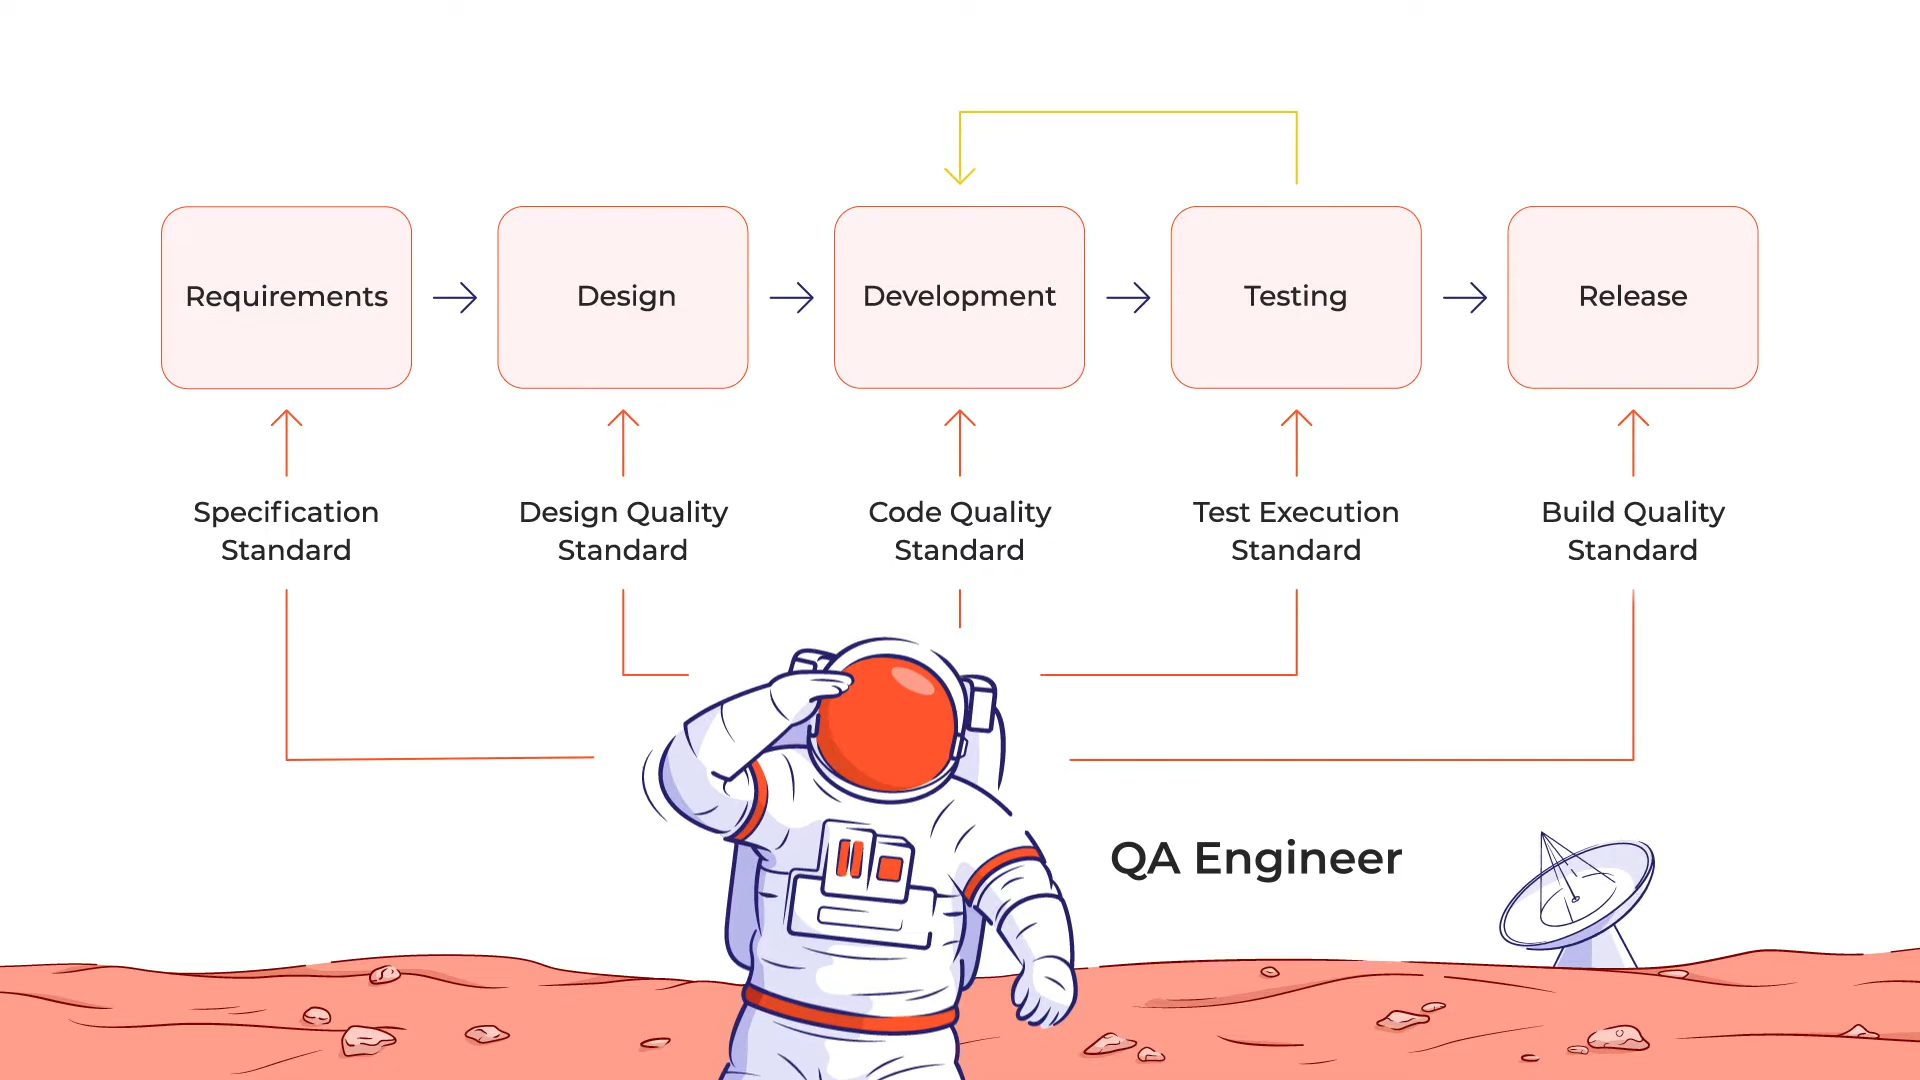 Requirements
Design
Development
Testing
Release
Specification
Standard
Design Quality
Standard
Code Quality
Standard
Test Execution
Standard
Build Quality
Standard
QA Engineer